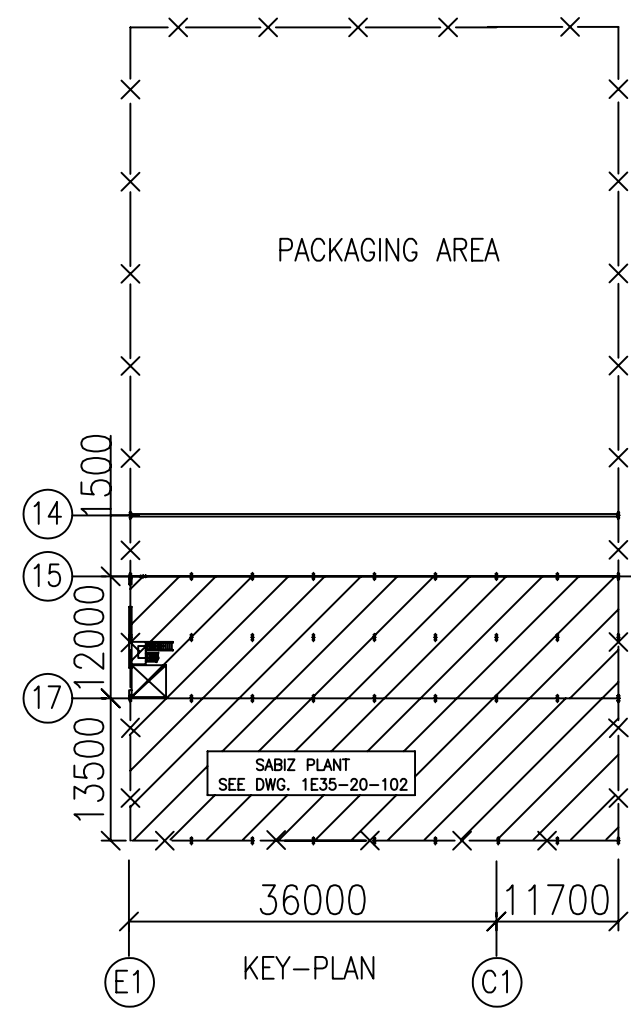 PACKAGING AREA
1500
14
15
12000
17
13500
SABIZ PLANT
SEE DWG. 1E35-20-102
36000
11700
E1
KEY-PLAN
C1